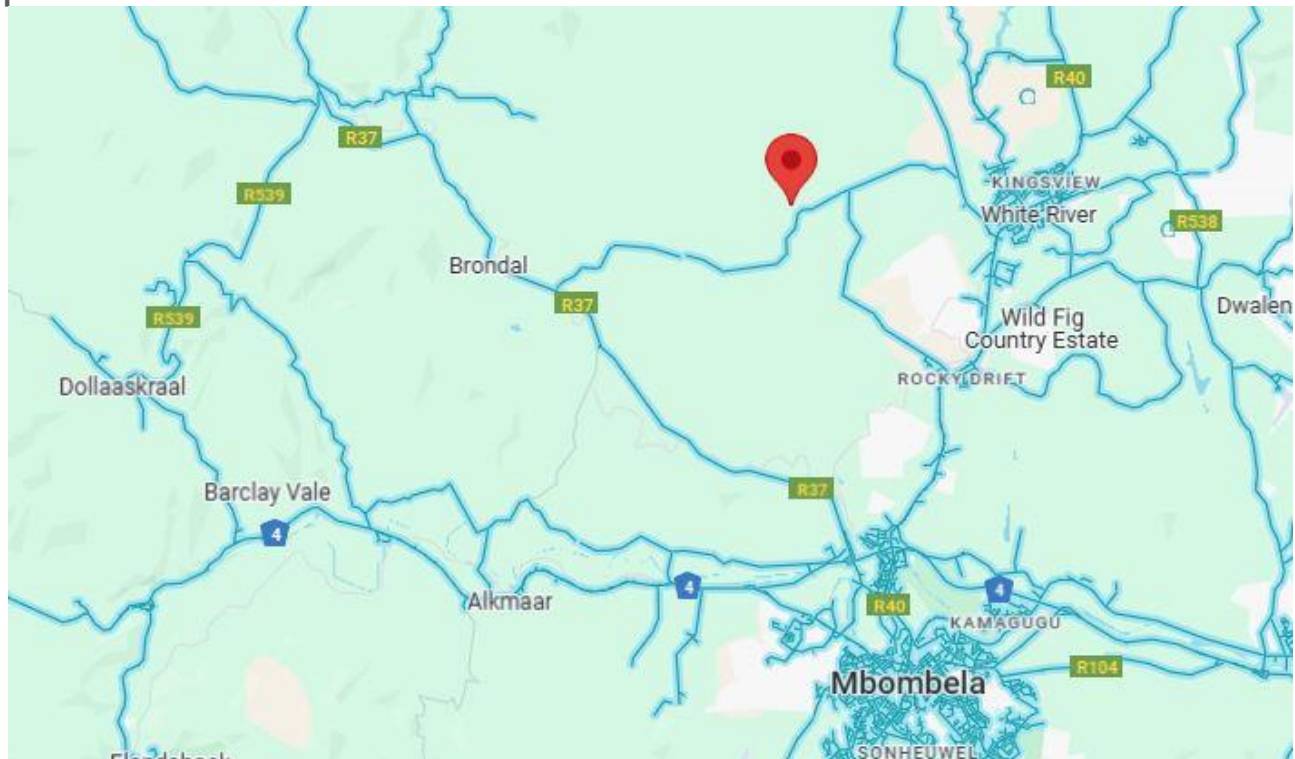 R40
R37
KINGSVIEW
R539
White River
R538
Brondal
R37
Dwalen
R539
Wild Fig
Country Estate
Dollaaskraal
ROCKY DRIFT
R37
Barclay Vale
4
4
4
Alkmaar
R40
KAMAGUGU
R104
Mbombela
SONHEUWEL